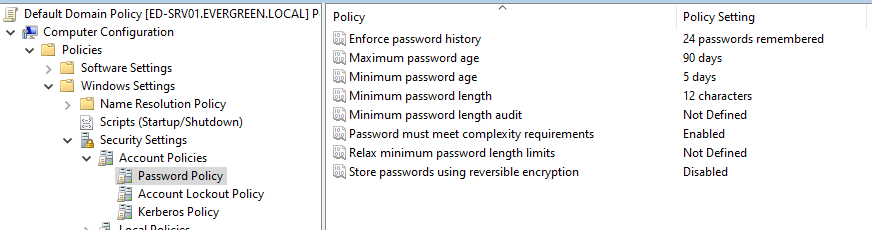 Default Domain Policy [ED-SRV01.EVERGREEN.LOCAL] P
Computer Configuration
Policies
Software Settings
Windows Settings
Name Resolution Policy
Scripts (Startup/Shutdown)
Security Settings
Account Policies
Password Policy
Account Lockout Policy
Kerberos Policy
Local Policies
Policy Policy Setting
Enforce password history 24 passwords remembered
Maximum password age 90 days
Minimum password age 5 days
Minimum password length 12 characters
Minimum password length audit Not Defined
Password must meet complexity requirements Enabled
Relax minimum password length limits Not Defined
Store passwords using reversible encryption Disabled